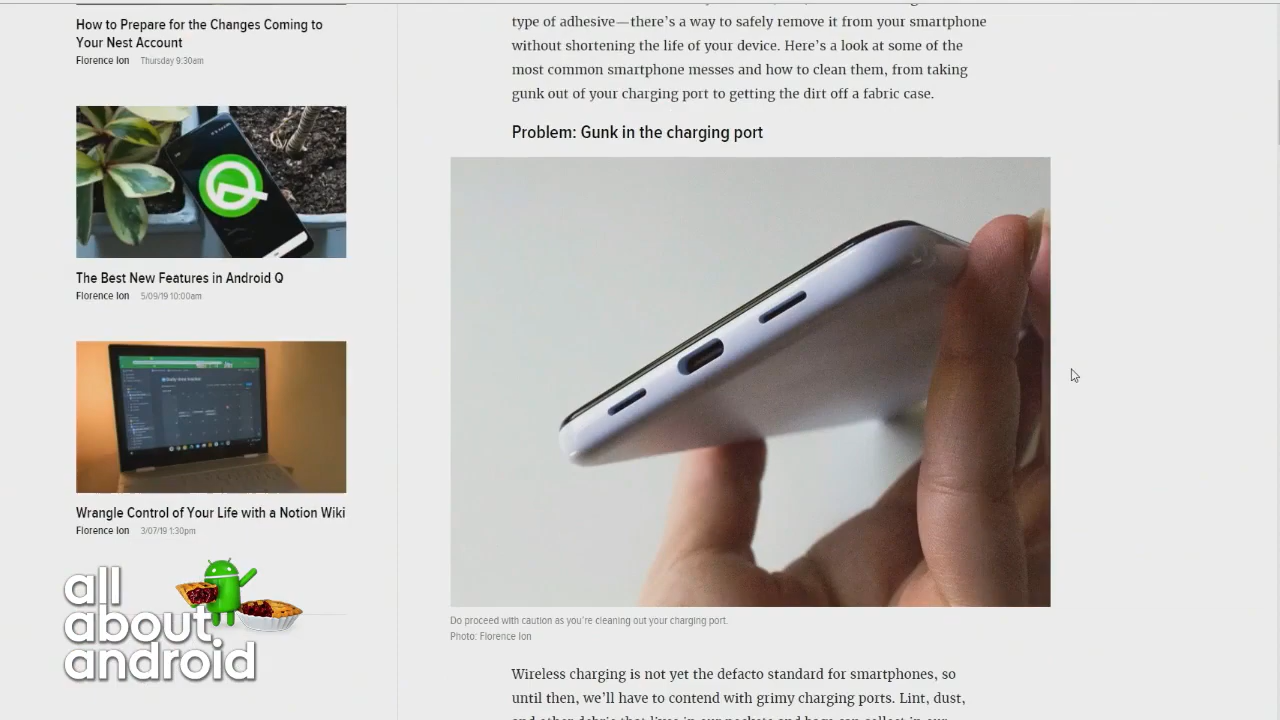 How to Prepare for the Changes Coming to
Your Nest Account
Florence Ion Thursday 9:30am
The Best New Features in Android Q
Florence Ion 5/09/19 10:00am
Wrangle Control of Your Life with a Notion Wiki
Florence Ion 3/07/19 1:30pm
all
about
android
type of adhesive—there's a way to safely remove it from your smartphone
without shortening the life of your device. Here's a look at some of the
most common smartphone messes and how to clean them, from taking
gunk out of your charging port to getting the dirt off a fabric case.
Problem: Gunk in the charging port
Do proceed with caution as you're cleaning out your charging port.
Photo: Florence Ion
Wireless charging is not yet the defacto standard for smartphones, so
until then, we'll have to contend with grimy charging ports. Lint, dust,